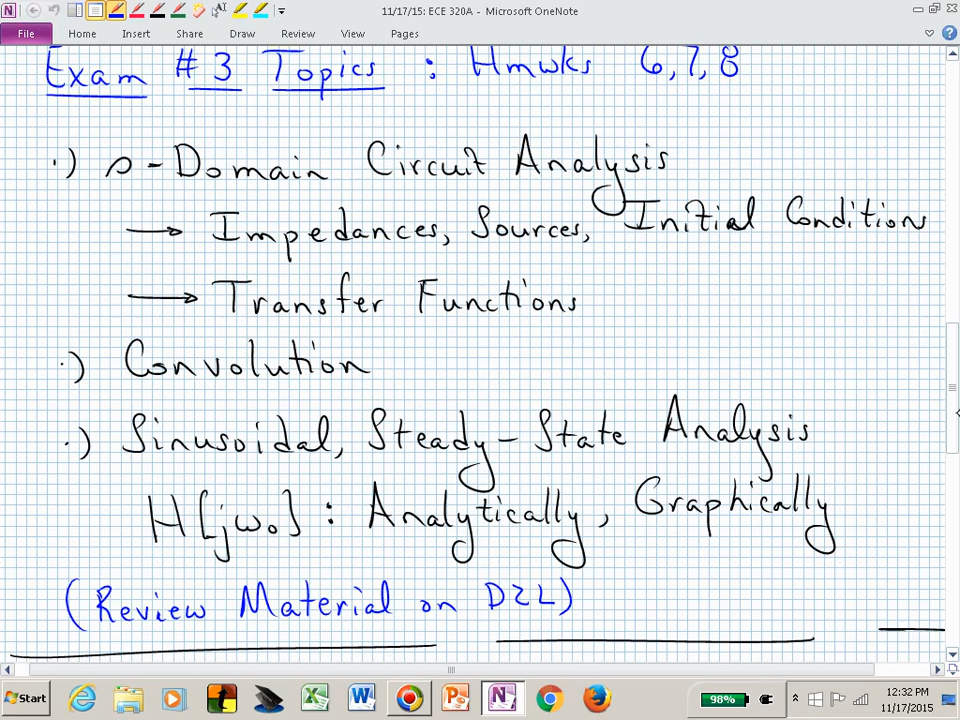 11/17/15: ECE 320A - Microsoft OneNote
File Home Insert Share Draw Review View Pages
Exam #3 Topics : Hmwks 6,7,8
·) s-Domain Circuit Analysis
→ Impedances, Sources, Initial Conditions
→ Transfer Functions
·) Convolution
·) Sinusoidal, Steady-State Analysis
H[jω₀] : Analytically, Graphically
(Review Material on D2L)
Start
98%
12:32 PM
11/17/2015